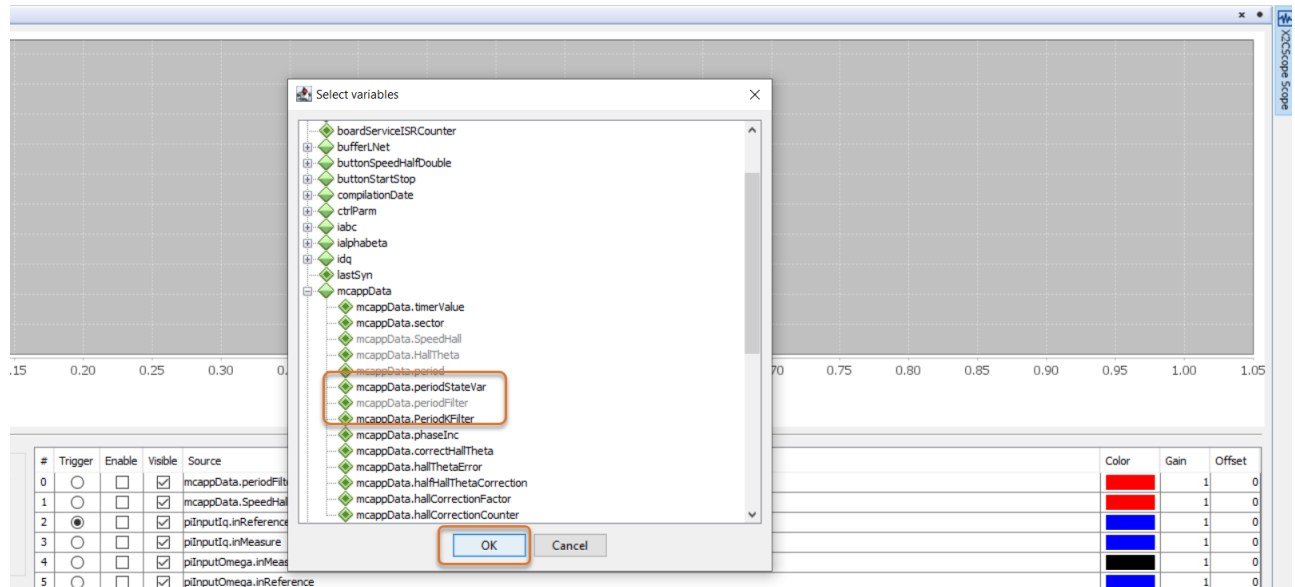 X2CScope Scope
Select variables
boardServiceISRCounter
bufferLNet
buttonSpeedHalfDouble
buttonStartStop
compilationDate
ctrlParm
iabc
ialphabeta
idq
lastSyn
mcappData
mcappData.timerValue
mcappData.sector
mcappData.SpeedHall
mcappData.HallTheta
mcappData.period
mcappData.periodStateVar
mcappData.periodFilter
mcappData.PeriodKFilter
mcappData.phaseInc
mcappData.correctHallTheta
mcappData.hallThetaError
mcappData.halfHallThetaCorrection
mcappData.hallCorrectionFactor
mcappData.hallCorrectionCounter
OK Cancel
.15 0.20 0.25 0.30 0. 70 0.75 0.80 0.85 0.90 0.95 1.00 1.05
# Trigger Enable Visible Source Color Gain Offset
0 mcappData.periodFilt 1 0
1 mcappData.SpeedHal 1 0
2 piInputIq.inReference 1 0
3 piInputIq.inMeasure 1 0
4 piInputOmega.inMeas 1 0
5 piInputOmega.inReference 1 0